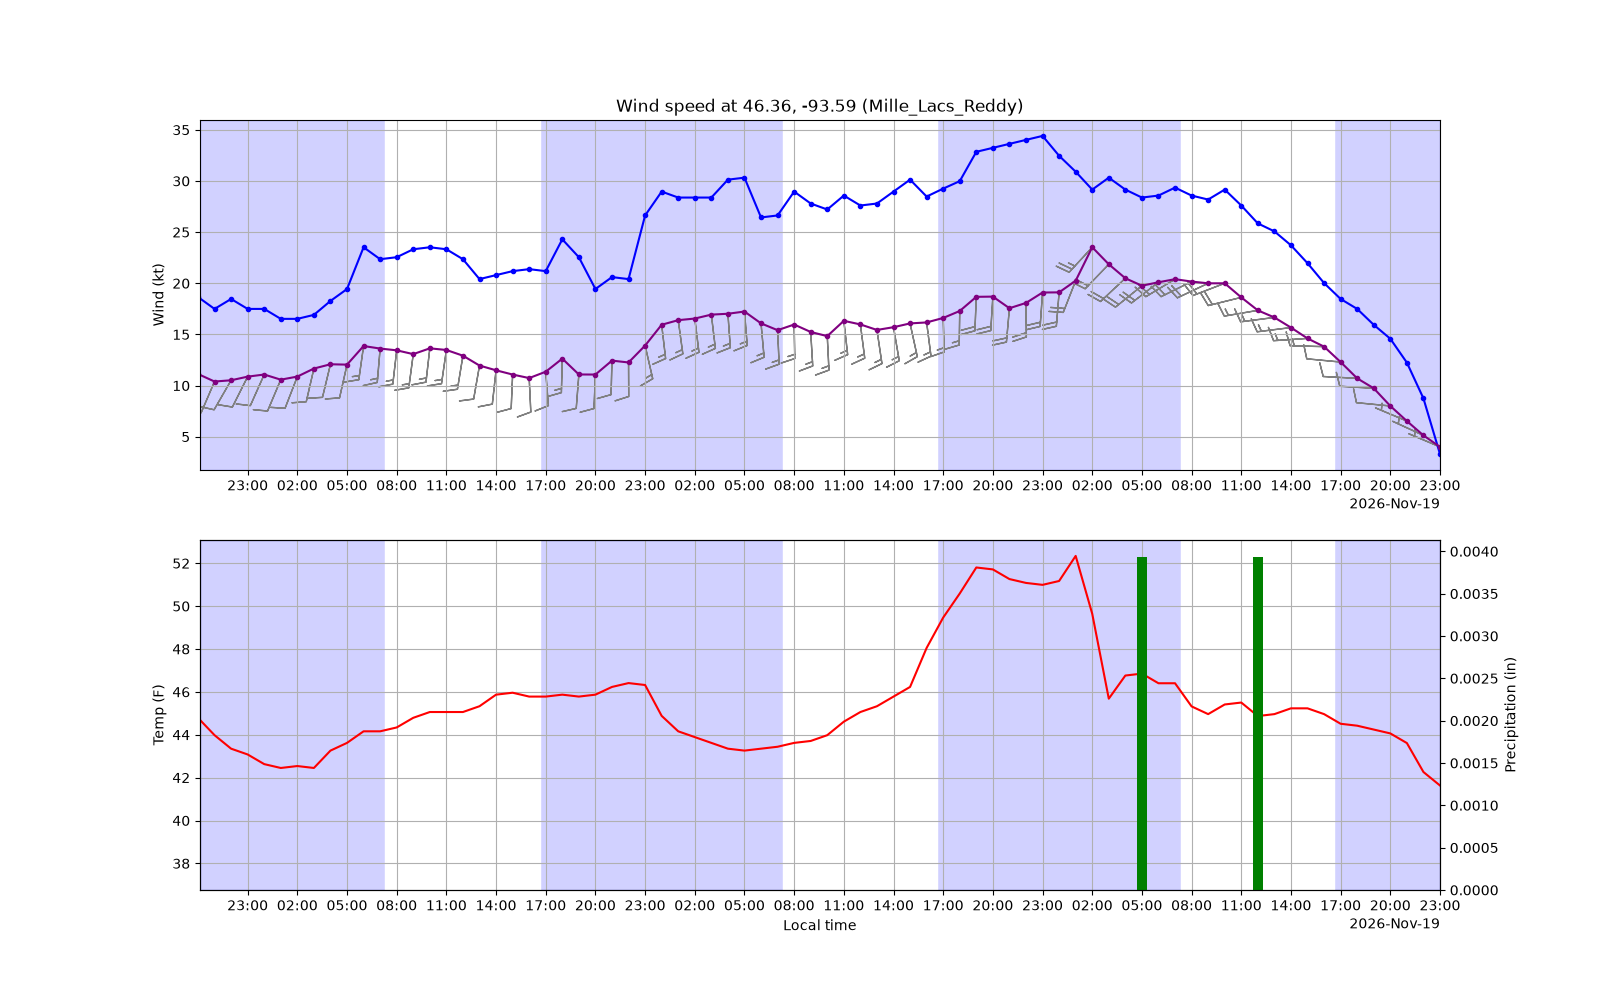 Wind speed at 46.36, -93.59 (Mille_Lacs_Reddy)
35
30
25
20
15
10
5
Wind (kt)
23:00 02:00 05:00 08:00 11:00 14:00 17:00 20:00 23:00 02:00 05:00 08:00 11:00 14:00 17:00 20:00 23:00 02:00 05:00 08:00 11:00 14:00 17:00 20:00 23:00
2026-Nov-19
52
50
48
46
44
42
40
38
Temp (F)
0.0040
0.0035
0.0030
0.0025
0.0020
0.0015
0.0010
0.0005
0.0000
Precipitation (in)
23:00 02:00 05:00 08:00 11:00 14:00 17:00 20:00 23:00 02:00 05:00 08:00 11:00 14:00 17:00 20:00 23:00 02:00 05:00 08:00 11:00 14:00 17:00 20:00 23:00
Local time
2026-Nov-19